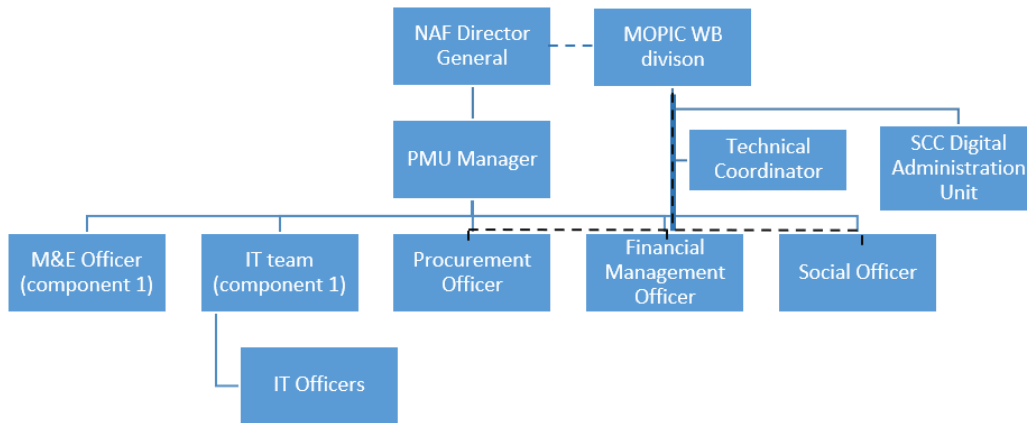 NAF Director
General
MOPIC WB
divison
PMU Manager
Technical
Coordinator
SCC Digital
Administration
Unit
M&E Officer
(component 1)
IT team
(component 1)
Procurement
Officer
Financial
Management
Officer
Social Officer
IT Officers